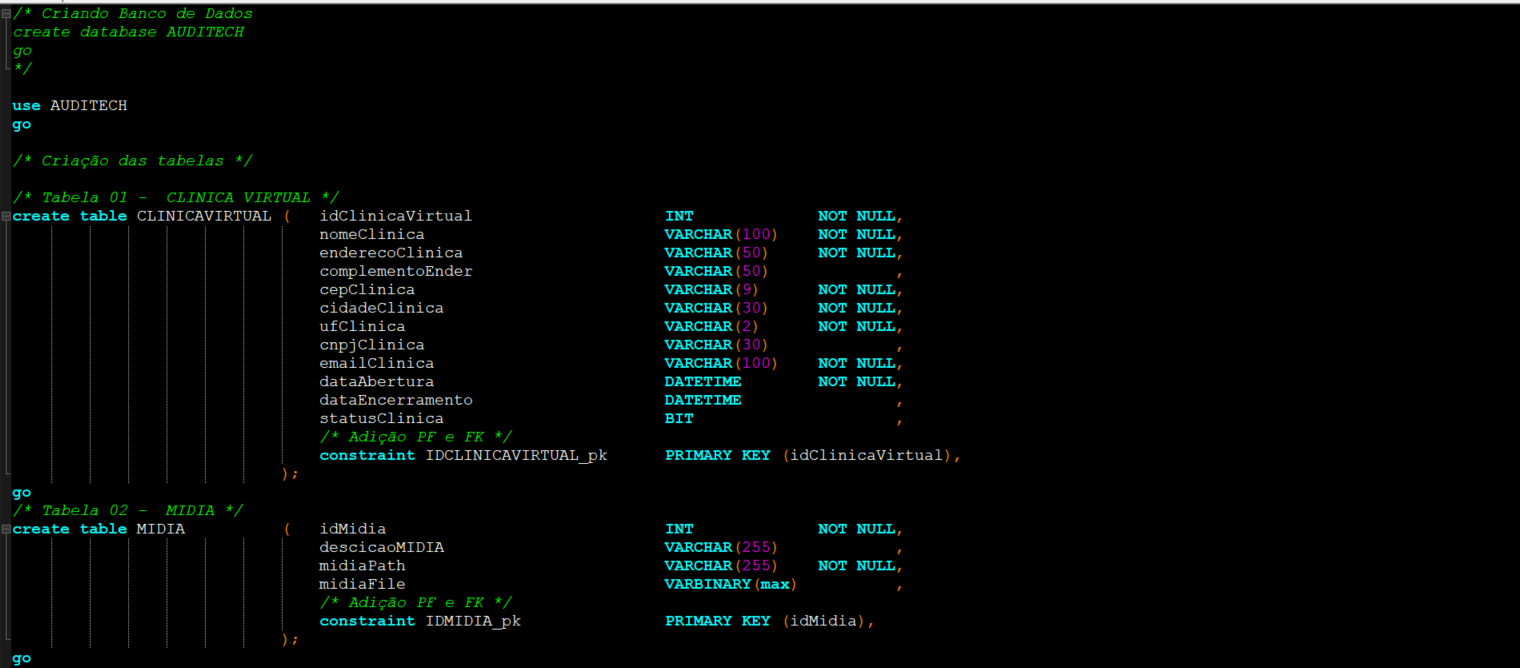 /* Criando Banco de Dados
create database AUDITECH
go
*/
use AUDITECH
go
/* Criação das tabelas */
/* Tabela 01 -  CLINICA VIRTUAL */
create table CLINICAVIRTUAL (   idClinicaVirtual   INT   NOT NULL,
nomeClinica   VARCHAR(100)   NOT NULL,
enderecoClinica   VARCHAR(50)   NOT NULL,
complementoEnder   VARCHAR(50)   ,
cepClinica   VARCHAR(9)   NOT NULL,
cidadeClinica   VARCHAR(30)   NOT NULL,
ufClinica   VARCHAR(2)   NOT NULL,
cnpjClinica   VARCHAR(30)   ,
emailClinica   VARCHAR(100)   NOT NULL,
dataAbertura   DATETIME   NOT NULL,
dataEncerramento   DATETIME   ,
statusClinica   BIT   ,
/* Adição PF e FK */
constraint IDCLINICAVIRTUAL_pk   PRIMARY KEY (idClinicaVirtual),
);
go
/* Tabela 02 -  MIDIA */
create table MIDIA   (   idMidia   INT   NOT NULL,
descicaoMIDIA   VARCHAR(255)   ,
midiaPath   VARCHAR(255)   NOT NULL,
midiaFile   VARBINARY(max)   ,
/* Adição PF e FK */
constraint IDMIDIA_pk   PRIMARY KEY (idMidia),
);
go